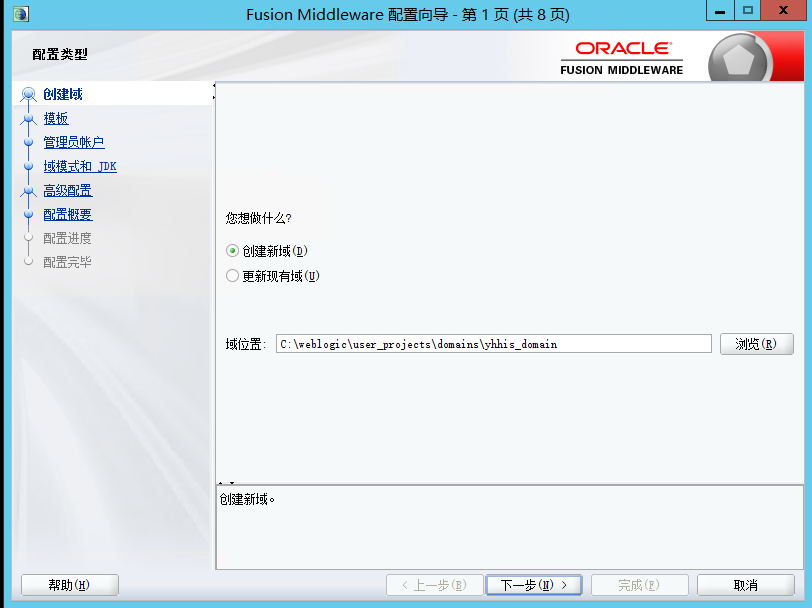 Fusion Middleware 配置向导 - 第 1 页 (共 8 页)
配置类型
ORACLE
FUSION MIDDLEWARE
创建域
模板
管理员帐户
域模式和 JDK
高级配置
配置概要
配置进度
配置完毕
您想做什么?
创建新域(D)
更新现有域(U)
域位置: C:\weblogic\user_projects\domains\yhhis_domain 浏览(R)
创建新域。
帮助(H) < 上一步(B) 下一步(N) > 完成(F) 取消